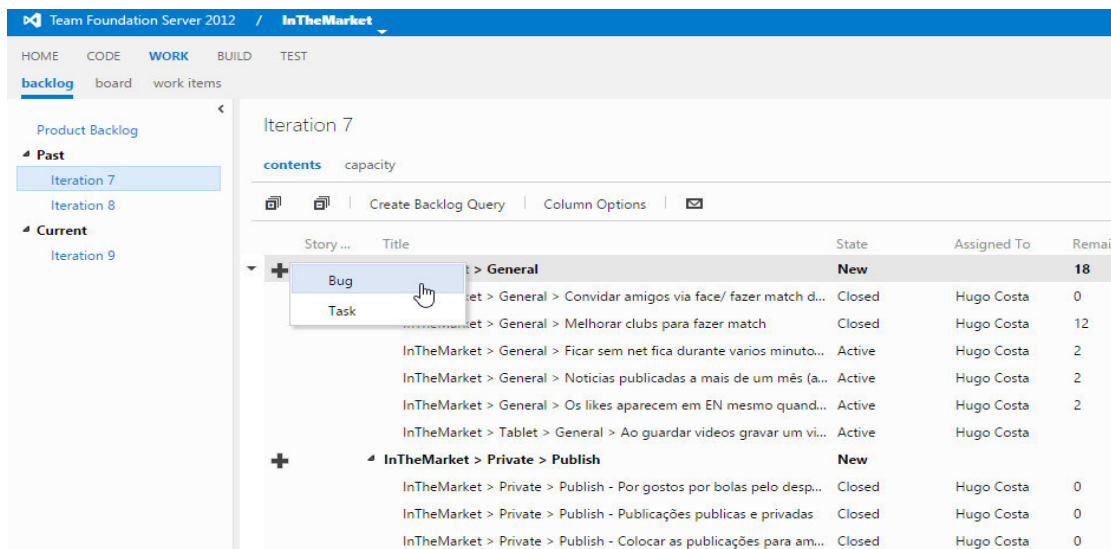 Team Foundation Server 2012 / InTheMarket
HOME CODE WORK BUILD TEST
backlog board work items
Product Backlog
Past
Iteration 7
Iteration 8
Current
Iteration 9
Iteration 7
contents capacity
Create Backlog Query Column Options
Story ... Title State Assigned To Remai
> General New 18
Bug
Task
ket > General > Convidar amigos via face/ fazer match d... Closed Hugo Costa 0
InTheMarket > General > Melhorar clubs para fazer match Closed Hugo Costa 12
InTheMarket > General > Ficar sem net fica durante varios minuto... Active Hugo Costa 2
InTheMarket > General > Noticias publicadas a mais de um mês (a... Active Hugo Costa 2
InTheMarket > General > Os likes aparecem em EN mesmo quand... Active Hugo Costa 2
InTheMarket > Tablet > General > Ao guardar videos gravar um vi... Active Hugo Costa
InTheMarket > Private > Publish New
InTheMarket > Private > Publish - Por gostos por bolas pelo desp... Closed Hugo Costa 0
InTheMarket > Private > Publish - Publicações publicas e privadas Closed Hugo Costa 0
InTheMarket > Private > Publish - Colocar as publicações para am... Closed Hugo Costa 0